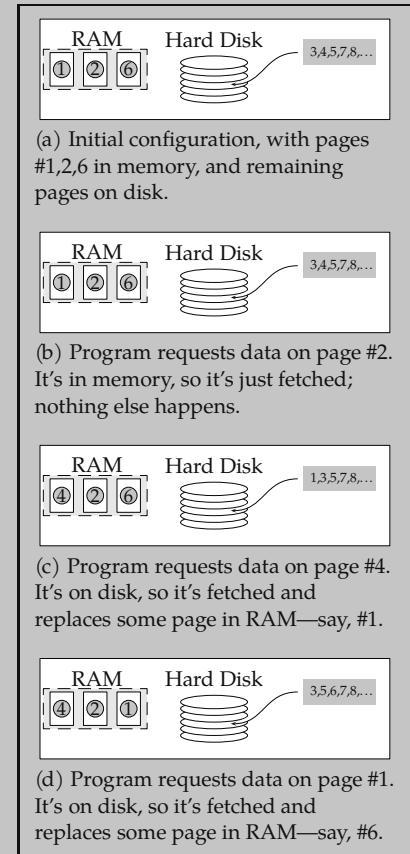 RAM Hard Disk
1 2 6
3,4,5,7,8,...
(a) Initial configuration, with pages
#1,2,6 in memory, and remaining
pages on disk.
RAM Hard Disk
1 2 6
3,4,5,7,8,...
(b) Program requests data on page #2.
It's in memory, so it's just fetched;
nothing else happens.
RAM Hard Disk
4 2 6
1,3,5,7,8,...
(c) Program requests data on page #4.
It's on disk, so it's fetched and
replaces some page in RAM—say, #1.
RAM Hard Disk
4 2 1
3,5,6,7,8,...
(d) Program requests data on page #1.
It's on disk, so it's fetched and
replaces some page in RAM—say, #6.